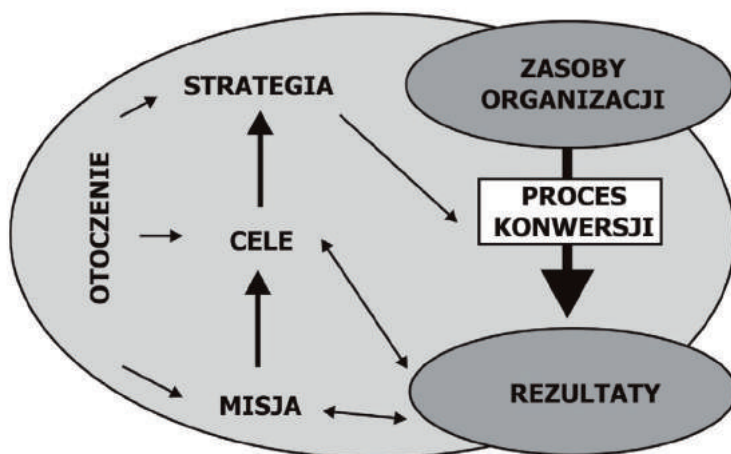 ZASOBY
ORGANIZACJI
STRATEGIA
PROCES
KONWERSJI
OTOCZENIE
CELE
REZULTATY
MISJA